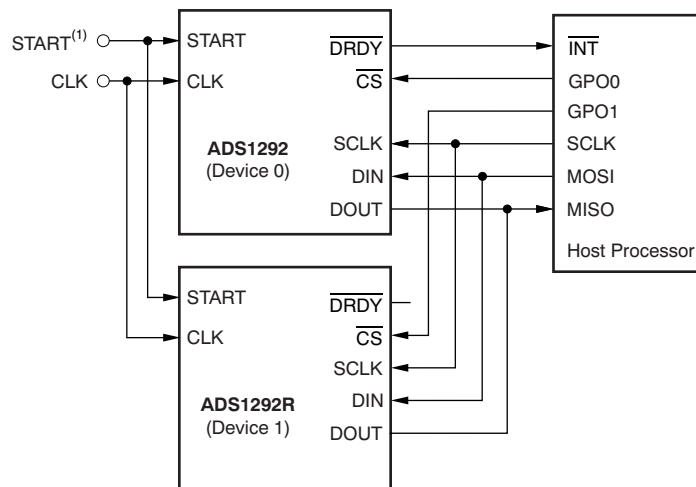 START(1)
CLK
START
CLK
ADS1292
(Device 0)
DRDY
CS
SCLK
DIN
DOUT
INT
GPO0
GPO1
SCLK
MOSI
MISO
Host Processor
START
CLK
ADS1292R
(Device 1)
DRDY
CS
SCLK
DIN
DOUT